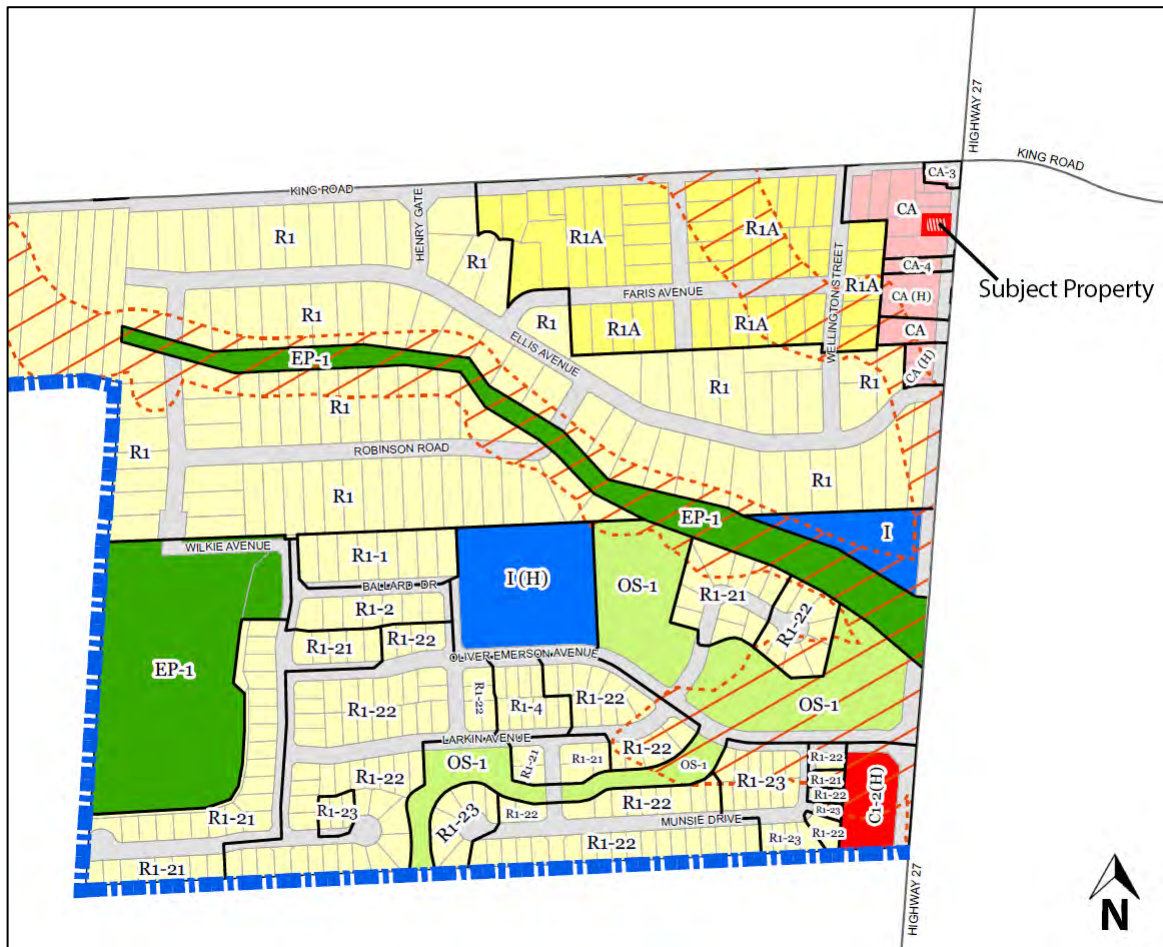 HIGHWAY 27
KING ROAD
KING ROAD
HENRY GATE
CA-3
CA
R1
R1A
R1A
R1
CA-4
Subject Property
R1A
FARIS AVENUE
WELLINGTON STREET
CA (H)
R1
R1
R1A
R1A
CA
ELLIS AVENUE
EP-1
CA (H)
R1
R1
R1
R1
ROBINSON ROAD
R1
R1
EP-1
I
WILKIE AVENUE
R1-1
I (H)
OS-1
BALLARD DR
R1-21
R1-2
R1-22
R1-21
R1-22
OLIVER EMERSON AVENUE
EP-1
R1-22
R1-4
R1-22
OS-1
R1-22
LARKIN AVENUE
R1-22
R1-22
OS-1
R1-21
R1-21
OS-1
R1-23
R1-21
R1-22
R1-23
C1-2(H)
R1-22
R1-22
R1-23
R1-23
R1-22
R1-21
MUNSIE DRIVE
R1-22
R1-22
R1-23
R1-21
HIGHWAY 27
N